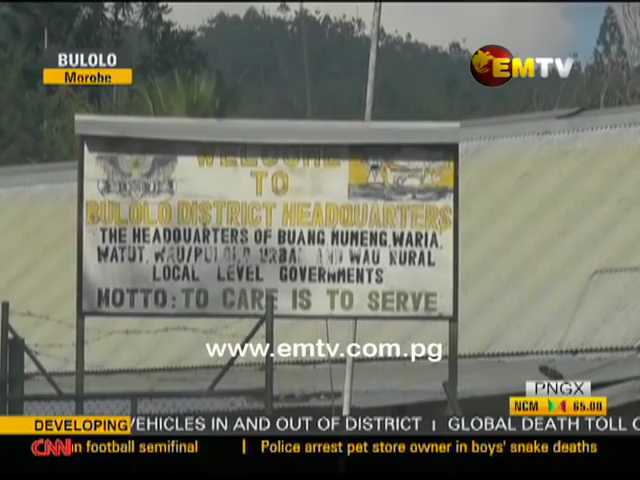 BULOLO
Morobe
EMTV
WELCOME
TO
BULOLO DISTRICT HEADQUARTERS
THE HEADQUARTERS OF BUANG MUMENG, WARIA,
WATUT, WAU/BULOLO URBAN AND WAU RURAL
LOCAL LEVEL GOVERNMENTS
MOTTO: TO CARE IS TO SERVE
www.emtv.com.pg
PNGX
NCM 65.00
DEVELOPING VEHICLES IN AND OUT OF DISTRICT | GLOBAL DEATH TOLL
CNN in football semifinal | Police arrest pet store owner in boys' snake deaths